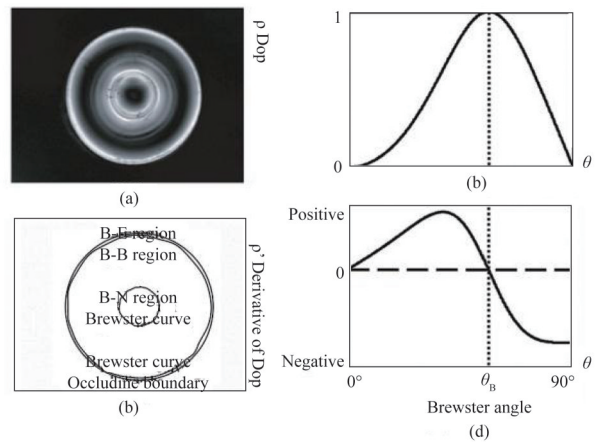 ρ Dop
(a)
1
0
θ
(b)
B-E region
B-B region
B-N region
Brewster curve
Brewster curve
Occludine boundary
(b)
ρ’ Derivative of Dop
Positive
0
Negative
0°
θB
90°
θ
Brewster angle
(d)